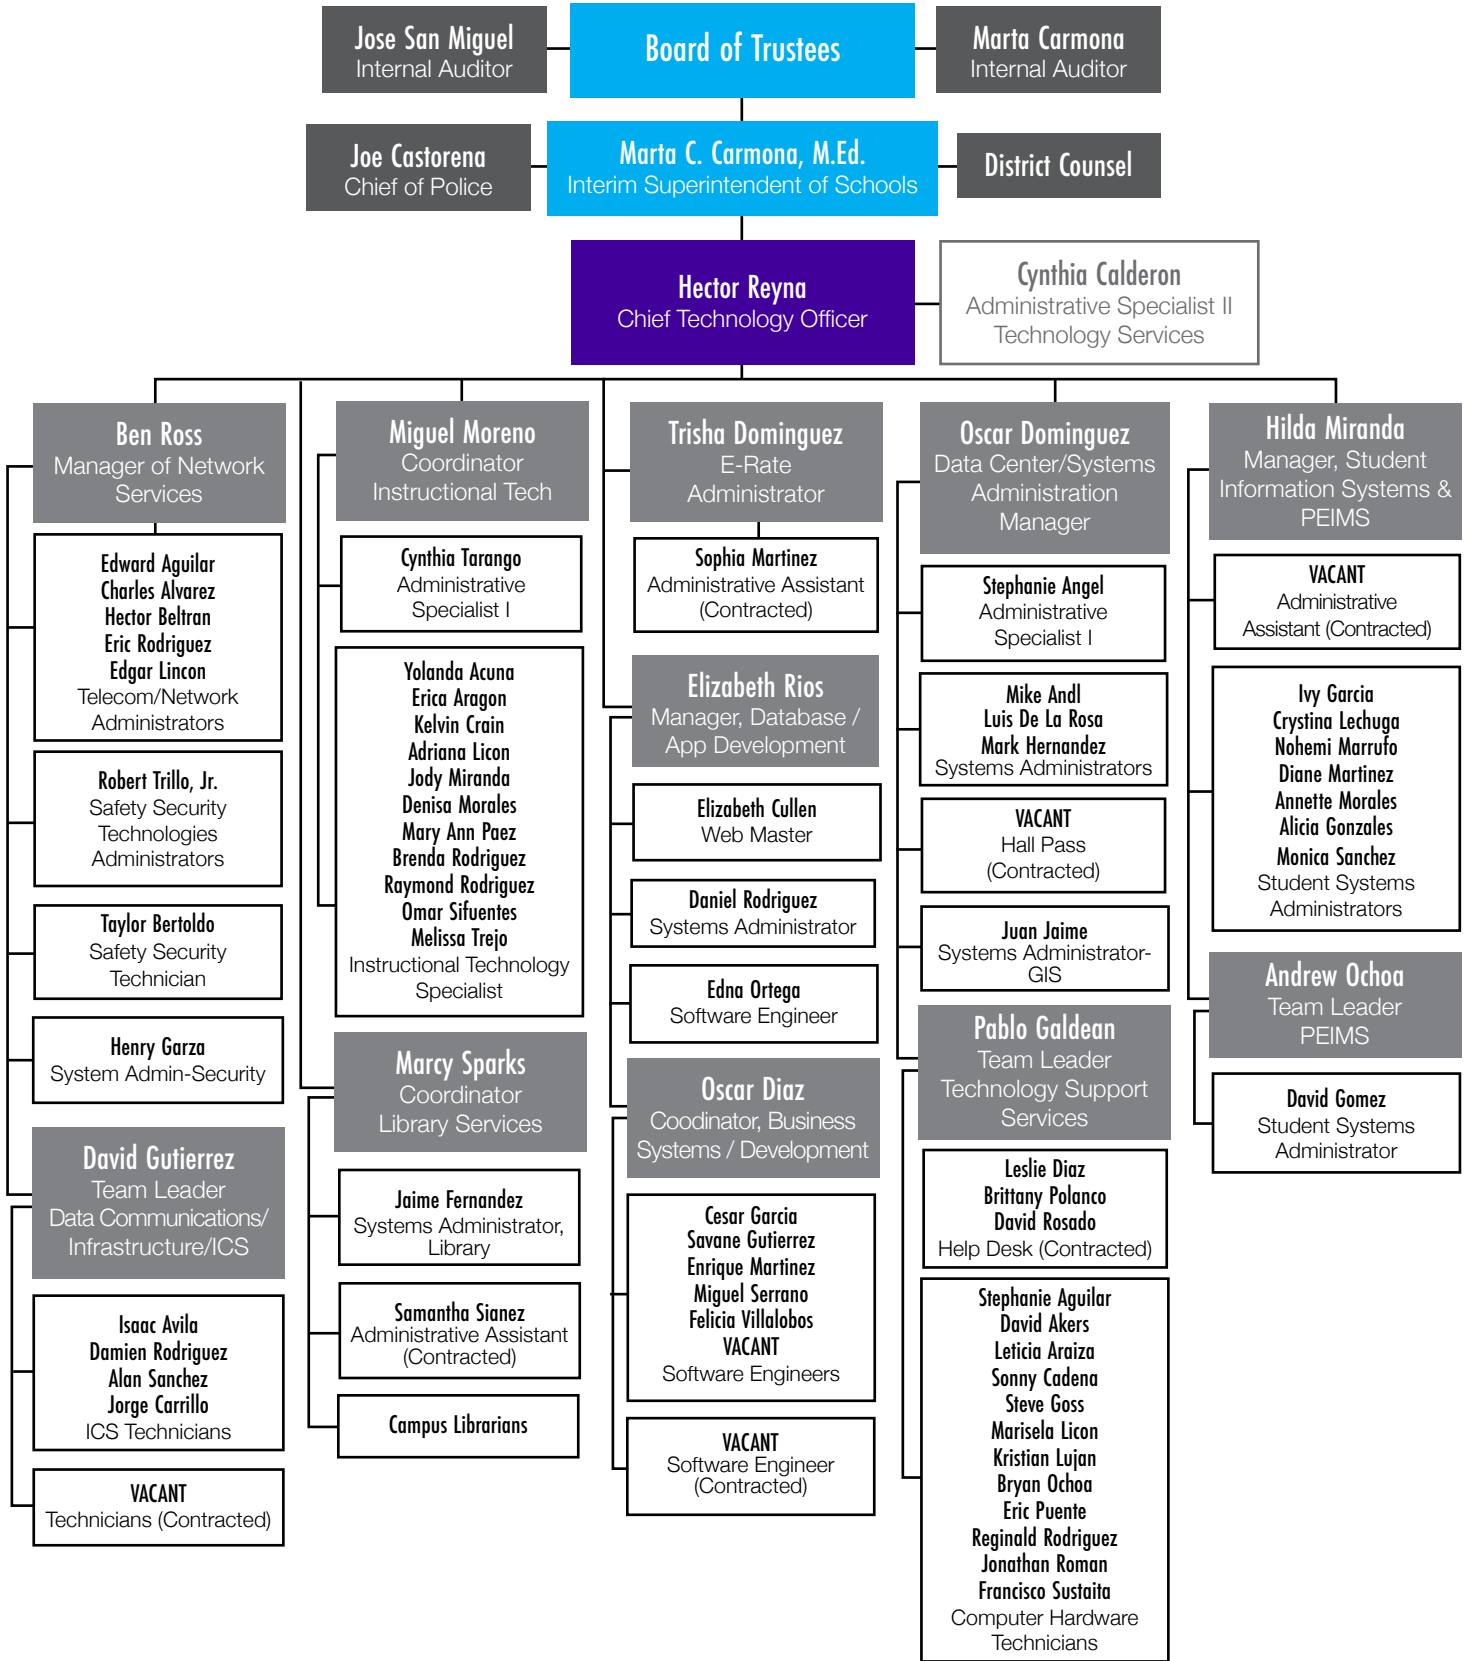 Jose San Miguel
Internal Auditor
Board of Trustees
Marta Carmona
Internal Auditor
Joe Castorena
Chief of Police
Marta C. Carmona, M.Ed.
Interim Superintendent of Schools
District Counsel
Hector Reyna
Chief Technology Officer
Cynthia Calderon
Administrative Specialist II
Technology Services
Ben Ross
Manager of Network
Services
Edward Aguilar
Charles Alvarez
Hector Beltran
Eric Rodriguez
Edgar Lincon
Telecom/Network
Administrators
Robert Trillo, Jr.
Safety Security
Technologies
Administrators
Taylor Bertoldo
Safety Security
Technician
Henry Garza
System Admin-Security
David Gutierrez
Team Leader
Data Communications/
Infrastructure/ICS
Isaac Avila
Damien Rodriguez
Alan Sanchez
Jorge Carrillo
ICS Technicians
VACANT
Technicians (Contracted)
Miguel Moreno
Coordinator
Instructional Tech
Cynthia Tarango
Administrative
Specialist I
Yolanda Acuna
Erica Aragon
Kelvin Crain
Adriana Licon
Jody Miranda
Denisa Morales
Mary Ann Paez
Brenda Rodriguez
Raymond Rodriguez
Omar Sifuentes
Melissa Trejo
Instructional Technology
Specialist
Marcy Sparks
Coordinator
Library Services
Jaime Fernandez
Systems Administrator,
Library
Samantha Sianez
Administrative Assistant
(Contracted)
Campus Librarians
Trisha Dominguez
E-Rate
Administrator
Sophia Martinez
Administrative Assistant
(Contracted)
Elizabeth Rios
Manager, Database /
App Development
Elizabeth Cullen
Web Master
Daniel Rodriguez
Systems Administrator
Edna Ortega
Software Engineer
Oscar Diaz
Coodinator, Business
Systems / Development
Cesar Garcia
Savane Gutierrez
Enrique Martinez
Miguel Serrano
Felicia Villalobos
VACANT
Software Engineers
VACANT
Software Engineer
(Contracted)
Oscar Dominguez
Data Center/Systems
Administration
Manager
Stephanie Angel
Administrative
Specialist I
Mike Andl
Luis De La Rosa
Mark Hernandez
Systems Administrators
VACANT
Hall Pass
(Contracted)
Juan Jaime
Systems Administrator-
GIS
Pablo Galdean
Team Leader
Technology Support
Services
Leslie Diaz
Brittany Polanco
David Rosado
Help Desk (Contracted)
Stephanie Aguilar
David Akers
Leticia Araiza
Sonny Cadena
Steve Goss
Marisela Licon
Kristian Lujan
Bryan Ochoa
Eric Puente
Reginald Rodriguez
Jonathan Roman
Francisco Sustaita
Computer Hardware
Technicians
Hilda Miranda
Manager, Student
Information Systems &
PEIMS
VACANT
Administrative
Assistant (Contracted)
Ivy Garcia
Crystina Lechuga
Nohemi Marrufo
Diane Martinez
Annette Morales
Alicia Gonzales
Monica Sanchez
Student Systems
Administrators
Andrew Ochoa
Team Leader
PEIMS
David Gomez
Student Systems
Administrator